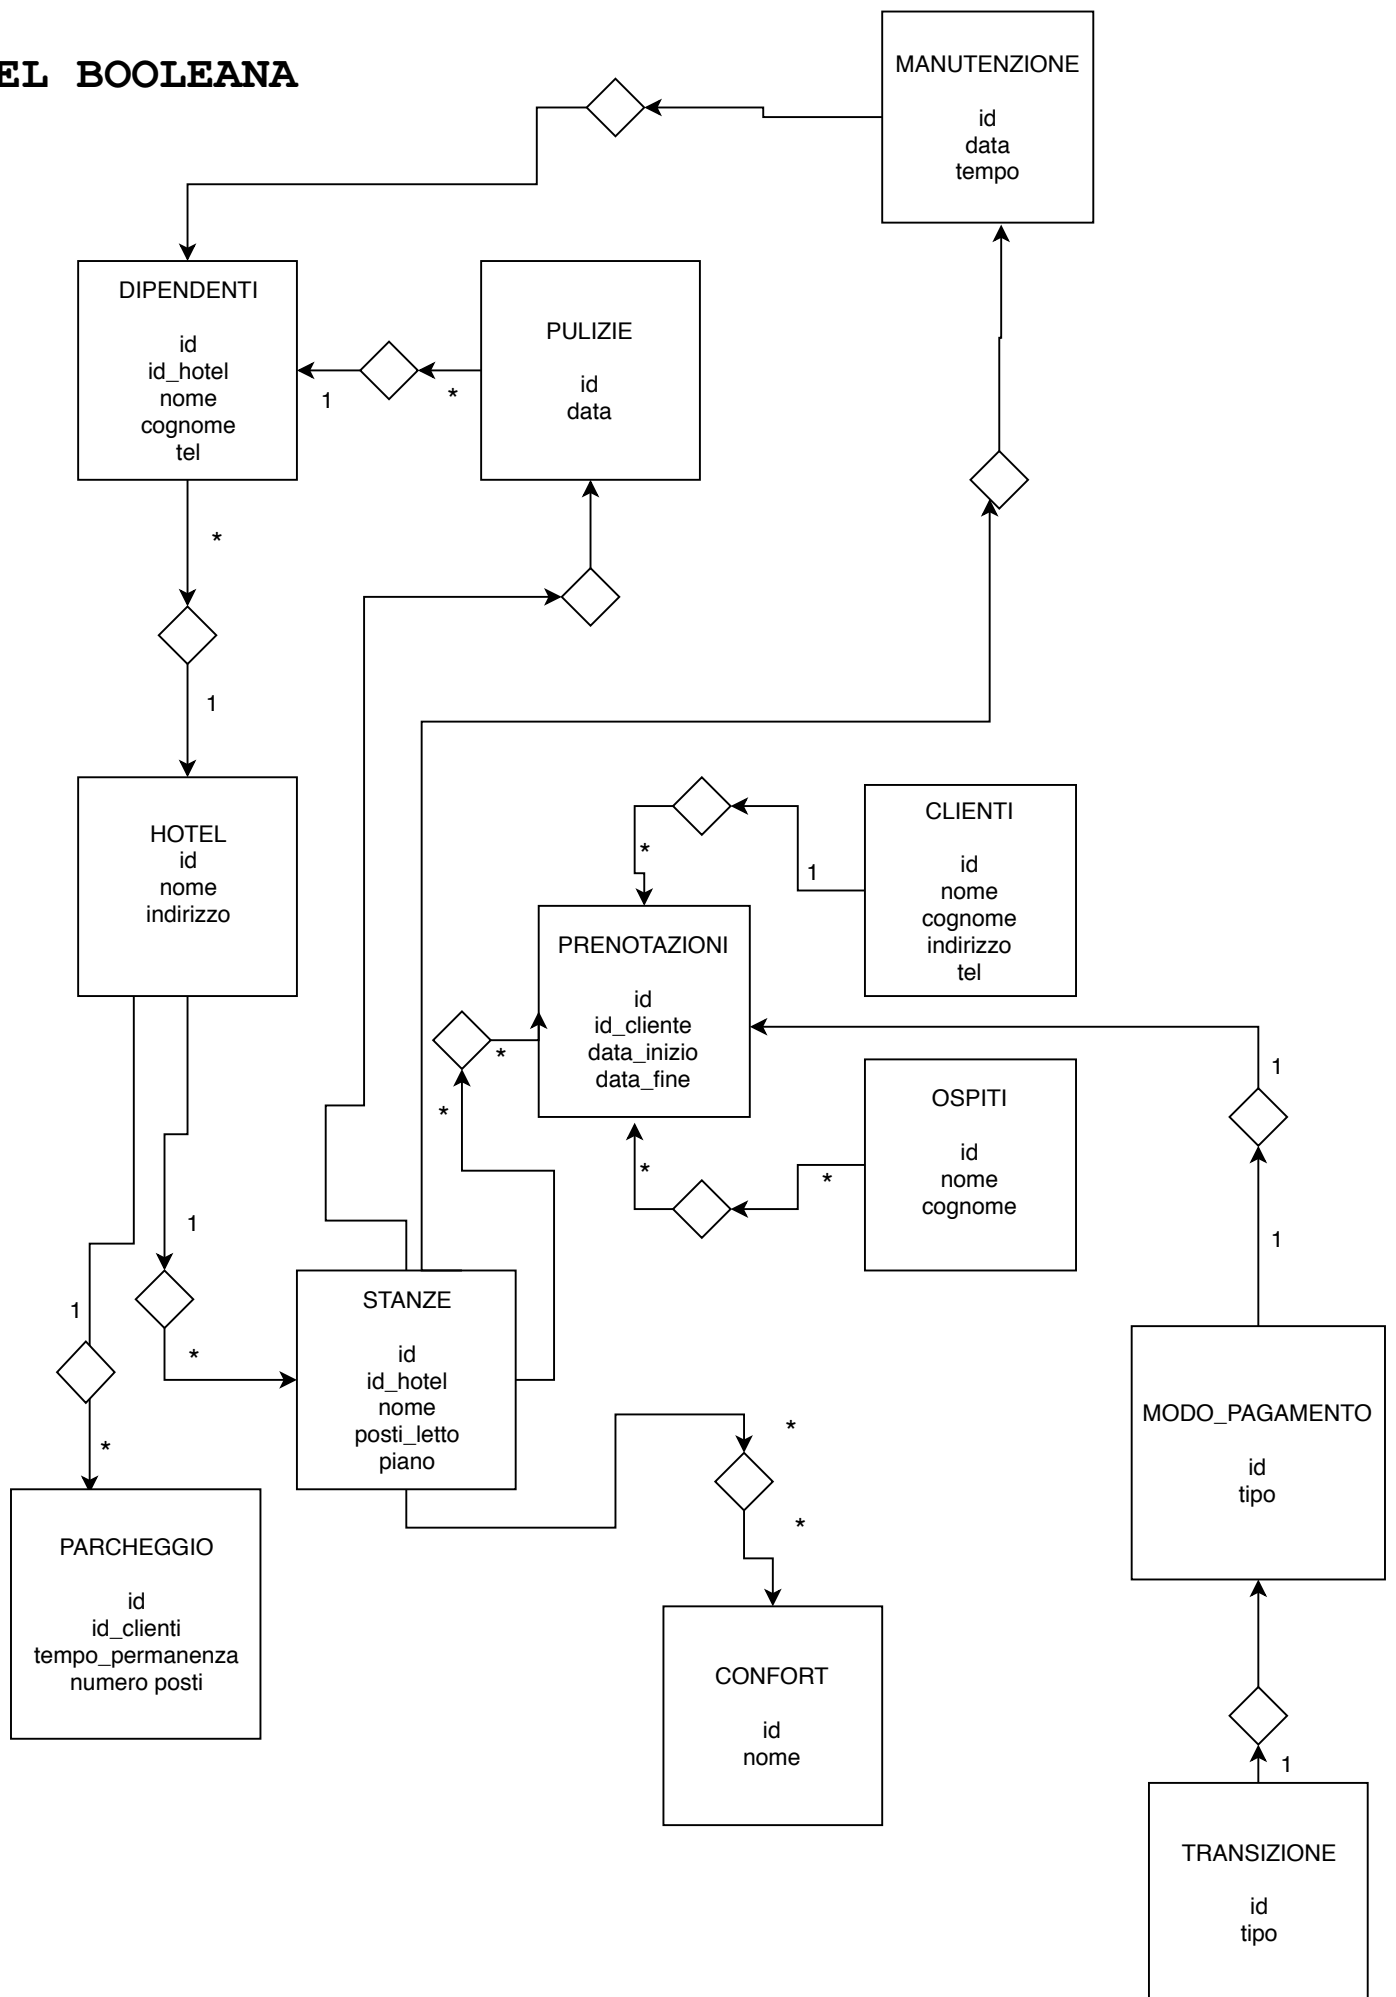 EL BOOLEANA
MANUTENZIONE
id
data
tempo
DIPENDENTI
id
id_hotel
nome
cognome
tel
PULIZIE
id
data
1
*
*
1
HOTEL
id
nome
indirizzo
CLIENTI
id
nome
cognome
indirizzo
tel
*
1
PRENOTAZIONI
id
id_cliente
data_inizio
data_fine
*
*
OSPITI
id
nome
cognome
*
*
1
1
1
*
1
*
STANZE
id
id_hotel
nome
posti_letto
piano
*
*
MODO_PAGAMENTO
id
tipo
PARCHEGGIO
id
id_clienti
tempo_permanenza
numero posti
CONFORT
id
nome
1
TRANSIZIONE
id
tipo